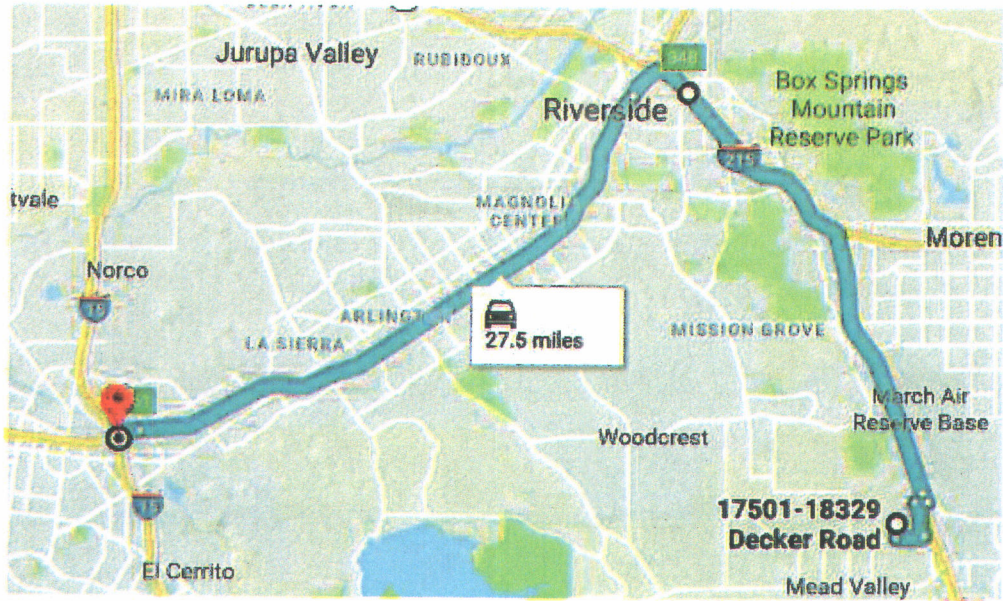 Jurupa Valley
RUBIDOUX
MIRA LOMA
Box Springs
Mountain
Reserve Park
Riverside
215
tvale
MAGNOLIA
CENTER
Moren
Norco
15
ARLINGTON
LA SIERRA
27.5 miles
MISSION GROVE
March Air
Reserve Base
Woodcrest
17501-18329
Decker Road
El Cerrito
Mead Valley